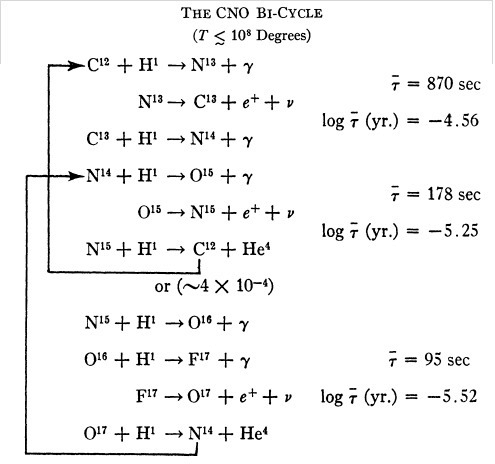 THE CNO BI-CYCLE
(T ≲ 10⁸ Degrees)
C¹² + H¹ → N¹³ + γ
τ̄ = 870 sec
N¹³ → C¹³ + e⁺ + ν
log τ̄ (yr.) = −4.56
C¹³ + H¹ → N¹⁴ + γ
N¹⁴ + H¹ → O¹⁵ + γ
τ̄ = 178 sec
O¹⁵ → N¹⁵ + e⁺ + ν
log τ̄ (yr.) = −5.25
N¹⁵ + H¹ → C¹² + He⁴
or (∼4 × 10⁻⁴)
N¹⁵ + H¹ → O¹⁶ + γ
O¹⁶ + H¹ → F¹⁷ + γ
τ̄ = 95 sec
F¹⁷ → O¹⁷ + e⁺ + ν
log τ̄ (yr.) = −5.52
O¹⁷ + H¹ → N¹⁴ + He⁴